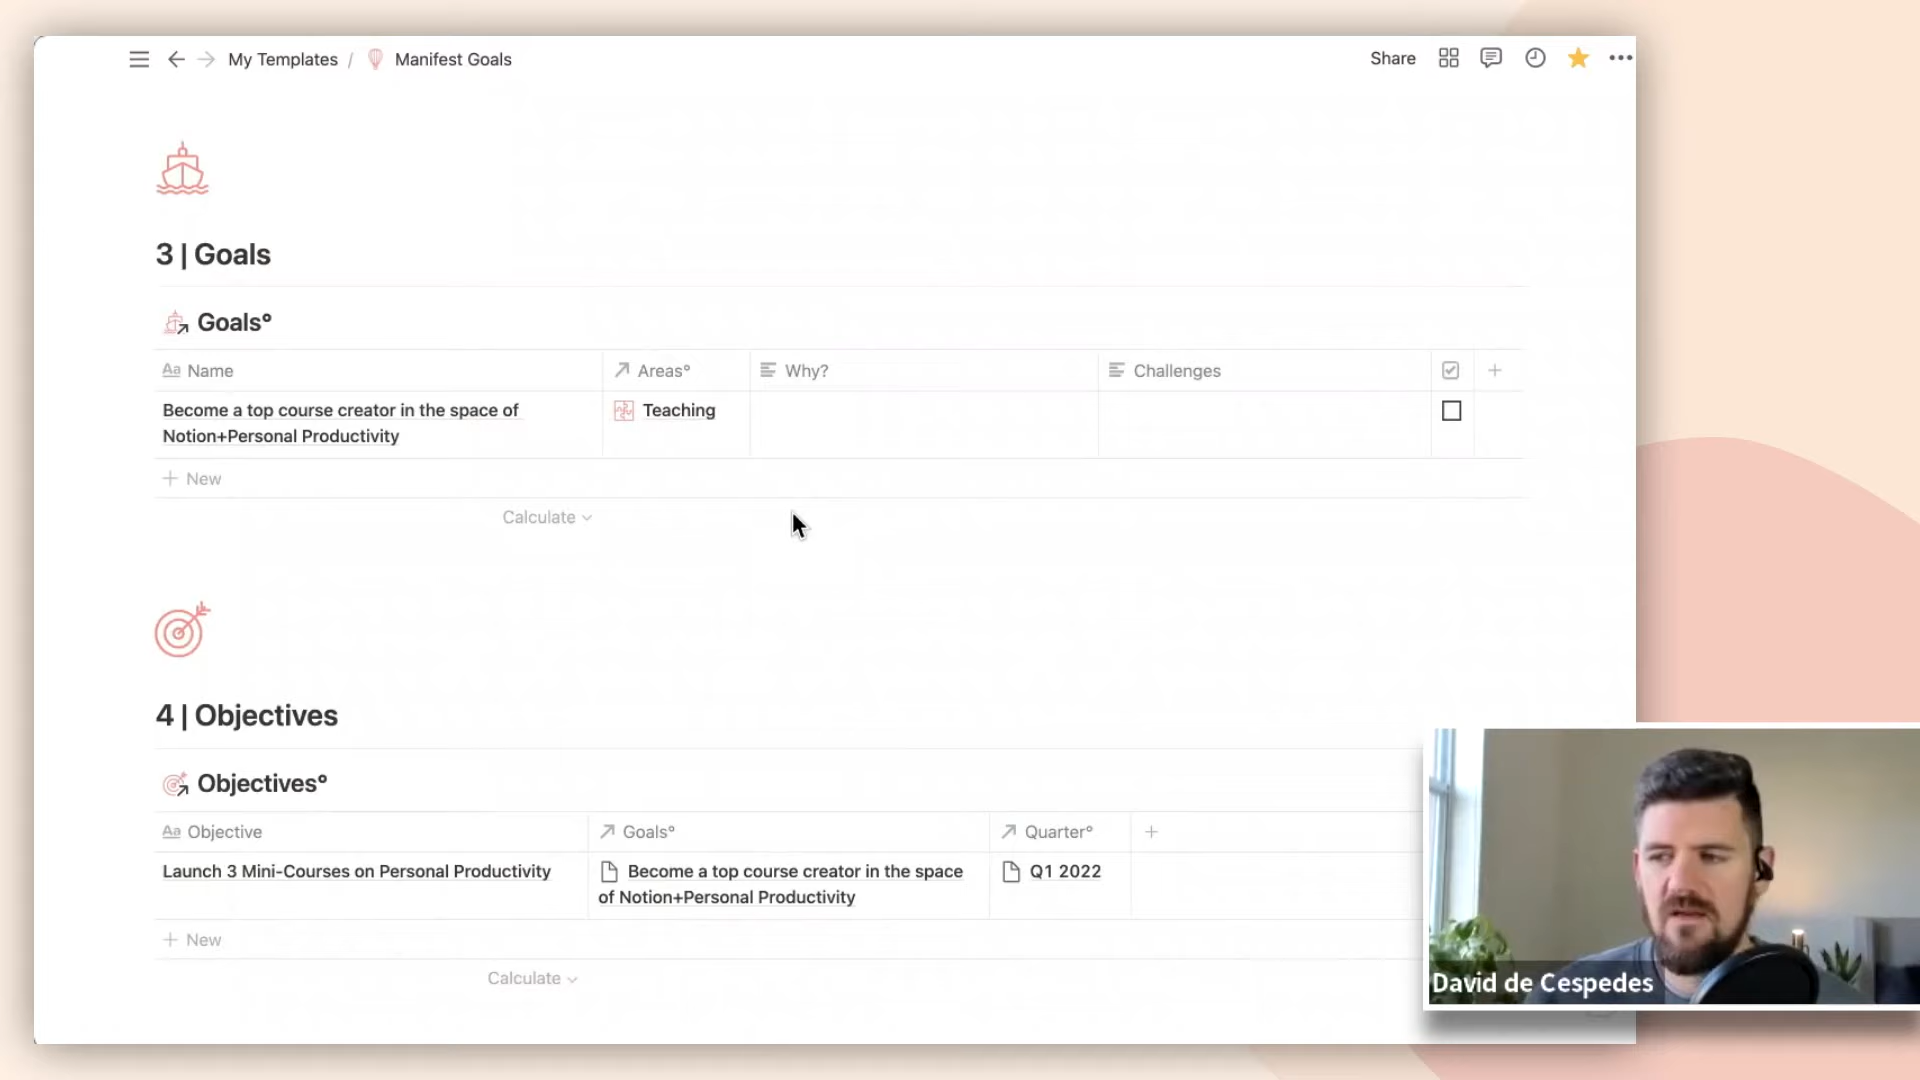 My Templates / Manifest Goals
Share
3 | Goals
Goals°
Aa Name
Areas°
Why?
Challenges
Become a top course creator in the space of
Notion+Personal Productivity
Teaching
+ New
Calculate
4 | Objectives
Objectives°
Aa Objective
Goals°
Quarter°
Launch 3 Mini-Courses on Personal Productivity
Become a top course creator in the space
of Notion+Personal Productivity
Q1 2022
+ New
Calculate
David de Cespedes